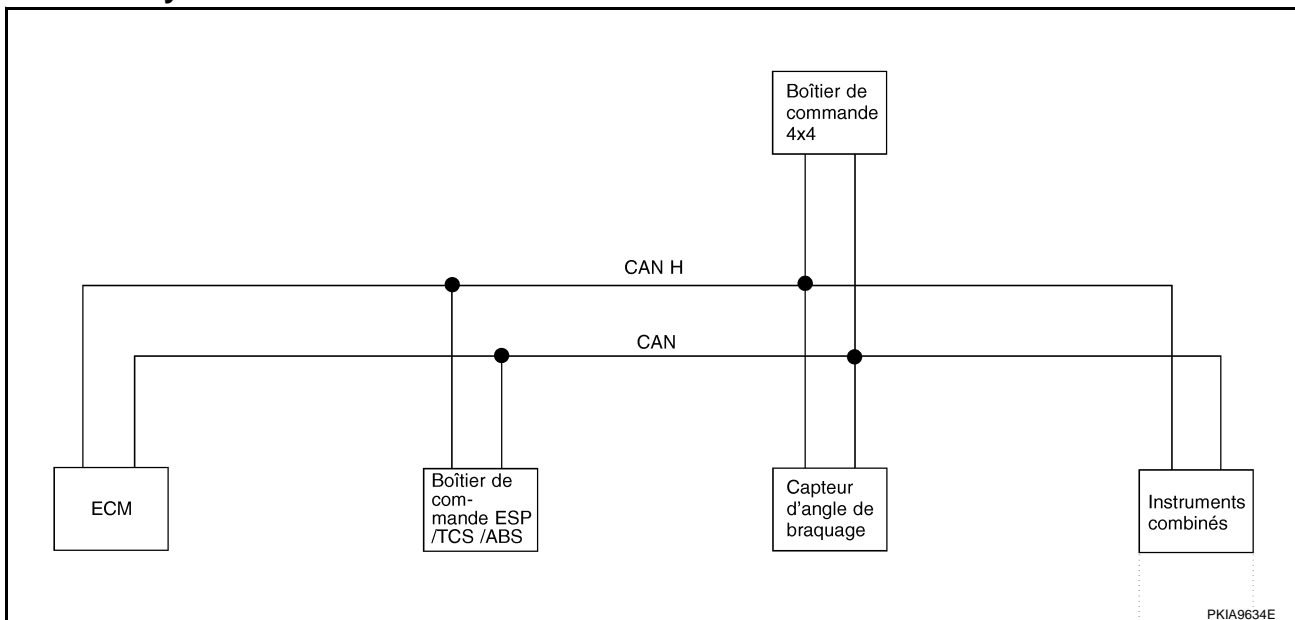 Boîtier de
commande
4x4
CAN H
CAN
ECM
Boîtier de
com-
mande ESP
/TCS /ABS
Capteur
d'angle de
braquage
Instruments
combinés
PKIA9634E